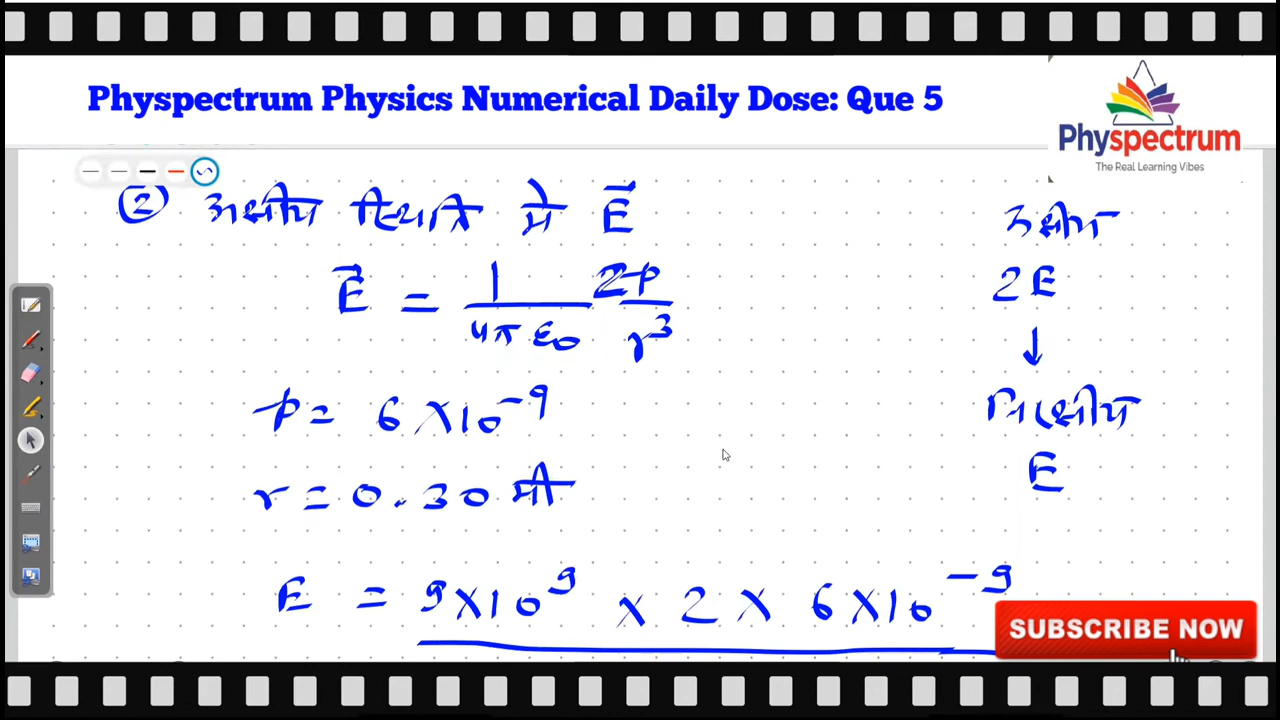 Physpectrum Physics Numerical Daily Dose: Que 5
Physpectrum
The Real Learning Vibes
② अक्षीय स्थिति में E⃗
E⃗ = 1/4πε₀ 2p/r³
p = 6×10⁻⁹
r = 0.30 मी
E = 9×10⁹ × 2 × 6×10⁻⁹
अक्षीय
2E
↓
निरक्षीय
E
SUBSCRIBE NOW